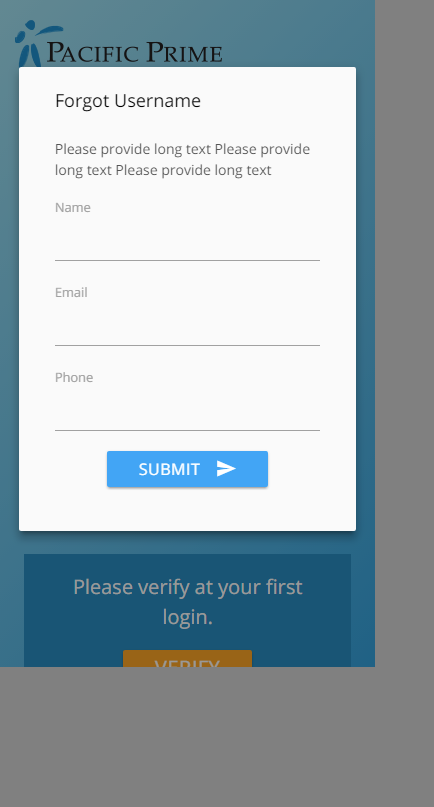 PACIFIC PRIME
Forgot Username
Please provide long text Please provide
long text Please provide long text
Name
Email
Phone
SUBMIT
Please verify at your first
login.
VERIFY